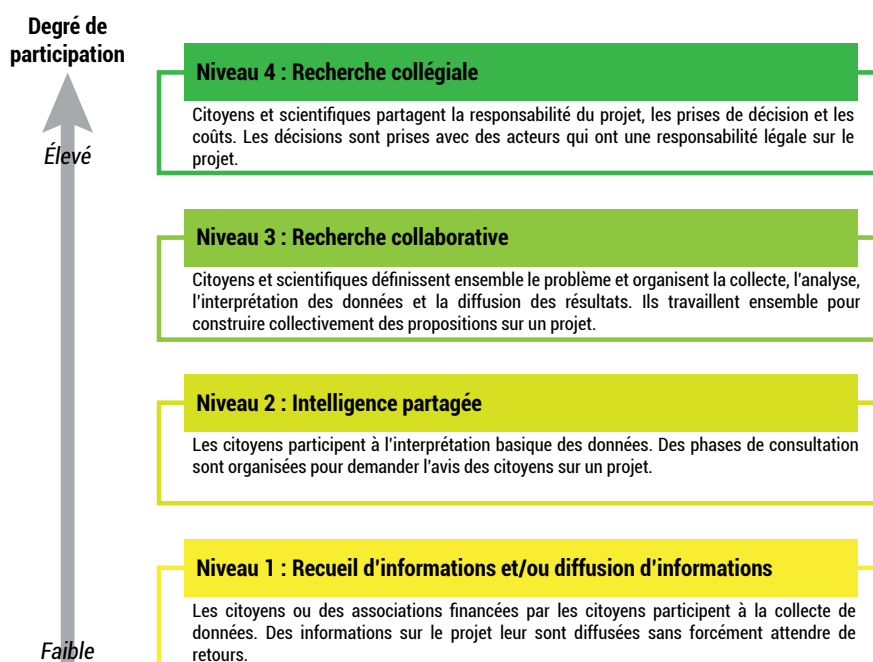 Degré de
participation
Élevé
Niveau 4 : Recherche collégiale
Citoyens et scientifiques partagent la responsabilité du projet, les prises de décision et les
coûts. Les décisions sont prises avec des acteurs qui ont une responsabilité légale sur le
projet.
Niveau 3 : Recherche collaborative
Citoyens et scientifiques définissent ensemble le problème et organisent la collecte, l'analyse,
l'interprétation des données et la diffusion des résultats. Ils travaillent ensemble pour
construire collectivement des propositions sur un projet.
Niveau 2 : Intelligence partagée
Les citoyens participent à l'interprétation basique des données. Des phases de consultation
sont organisées pour demander l'avis des citoyens sur un projet.
Niveau 1 : Recueil d'informations et/ou diffusion d'informations
Les citoyens ou des associations financées par les citoyens participent à la collecte de
données. Des informations sur le projet leur sont diffusées sans forcément attendre de
retours.
Faible